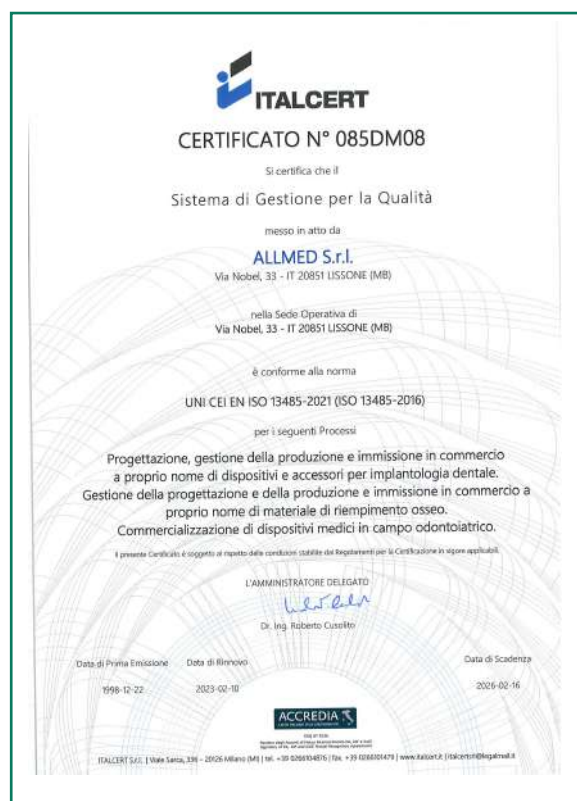 ITALCERT
CERTIFICATO N° 085DM08
Si certifica che il
Sistema di Gestione per la Qualità
messo in atto da
ALLMED S.r.l.
Via Nobel, 33 - IT 20851 LISSONE (MB)
nella Sede Operativa di
Via Nobel, 33 - IT 20851 LISSONE (MB)
è conforme alla norma
UNI CEI EN ISO 13485-2021 (ISO 13485-2016)
per i seguenti Processi
Progettazione, gestione della produzione e immissione in commercio
a proprio nome di dispositivi e accessori per implantologia dentale.
Gestione della progettazione e della produzione e immissione in commercio a
proprio nome di materiale di riempimento osseo.
Commercializzazione di dispositivi medici in campo odontoiatrico.
Il presente Certificato è soggetto al rispetto delle condizioni stabilite dai Regolamenti per la Certificazione in vigore applicabili.
L'AMMINISTRATORE DELEGATO
Dr. Ing. Roberto Cusolito
Data di Prima Emissione Data di Rinnovo Data di Scadenza
1998-12-22 2023-02-10 2026-02-16
ACCREDIA
ITALCERT S.r.l. | Viale Sarca, 336 - 20126 Milano (MI) | tel. +39 0266104876 | fax. +39 0266101479 | www.italcert.it | italcertsrl@legalmail.it